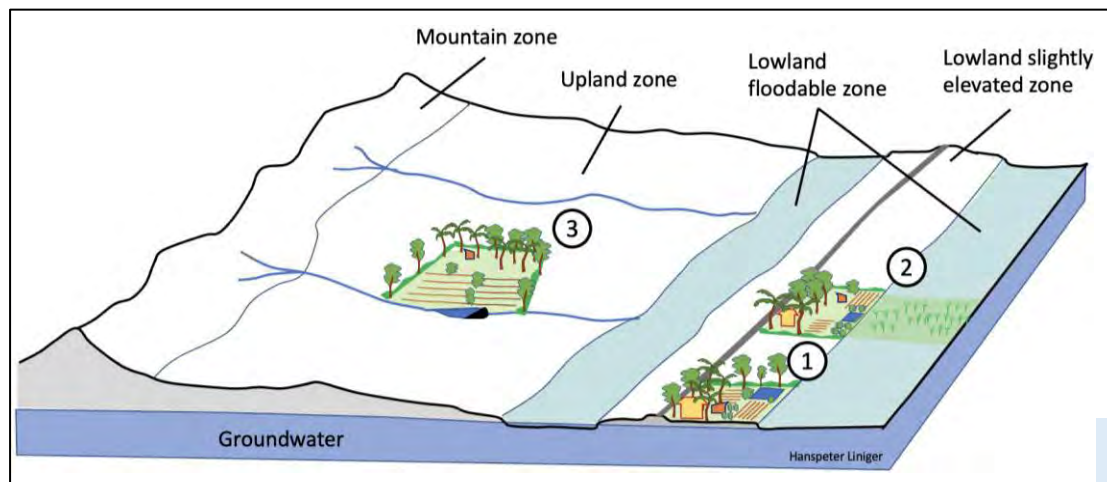 Mountain zone
Upland zone
Lowland
floodable zone
Lowland slightly
elevated zone
3
2
1
Groundwater
Hanspeter Liniger